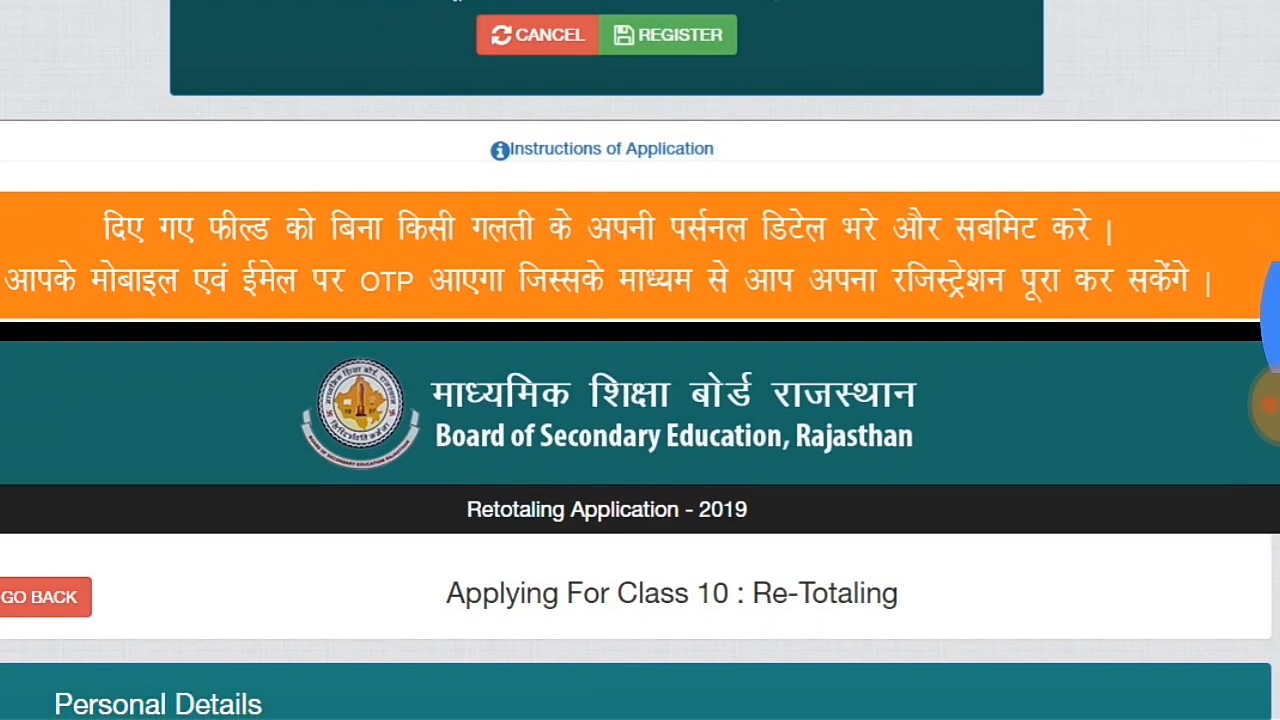 CANCEL REGISTER
Instructions of Application
दिए गए फील्ड को बिना किसी गलती के अपनी पर्सनल डिटेल भरे और सबमिट करे |
आपके मोबाइल एवं ईमेल पर OTP आएगा जिस्सके माध्यम से आप अपना रजिस्ट्रेशन पूरा कर सकेंगे |
माध्यमिक शिक्षा बोर्ड राजस्थान
Board of Secondary Education, Rajasthan
Retotaling Application - 2019
GO BACK
Applying For Class 10 : Re-Totaling
Personal Details